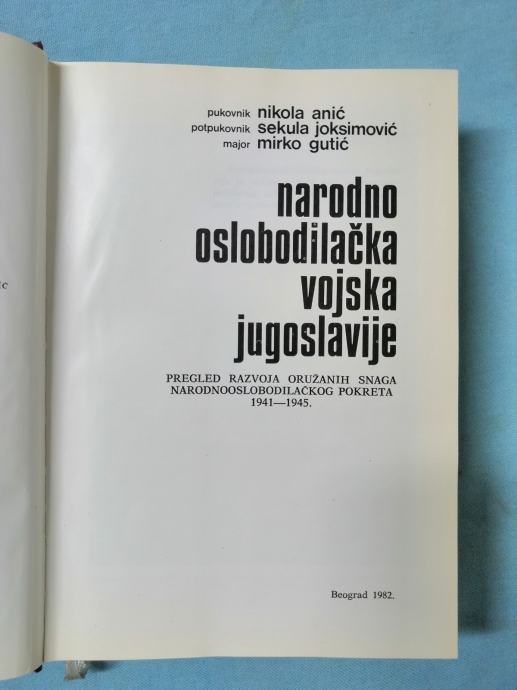 pukovnik nikola anić
potpukovnik sekula joksimović
major mirko gutić
narodno
oslobodilačka
vojska
jugoslavije
PREGLED RAZVOJA ORUŽANIH SNAGA
NARODNOOSLOBODILAČKOG POKRETA
1941—1945.
Beograd 1982.